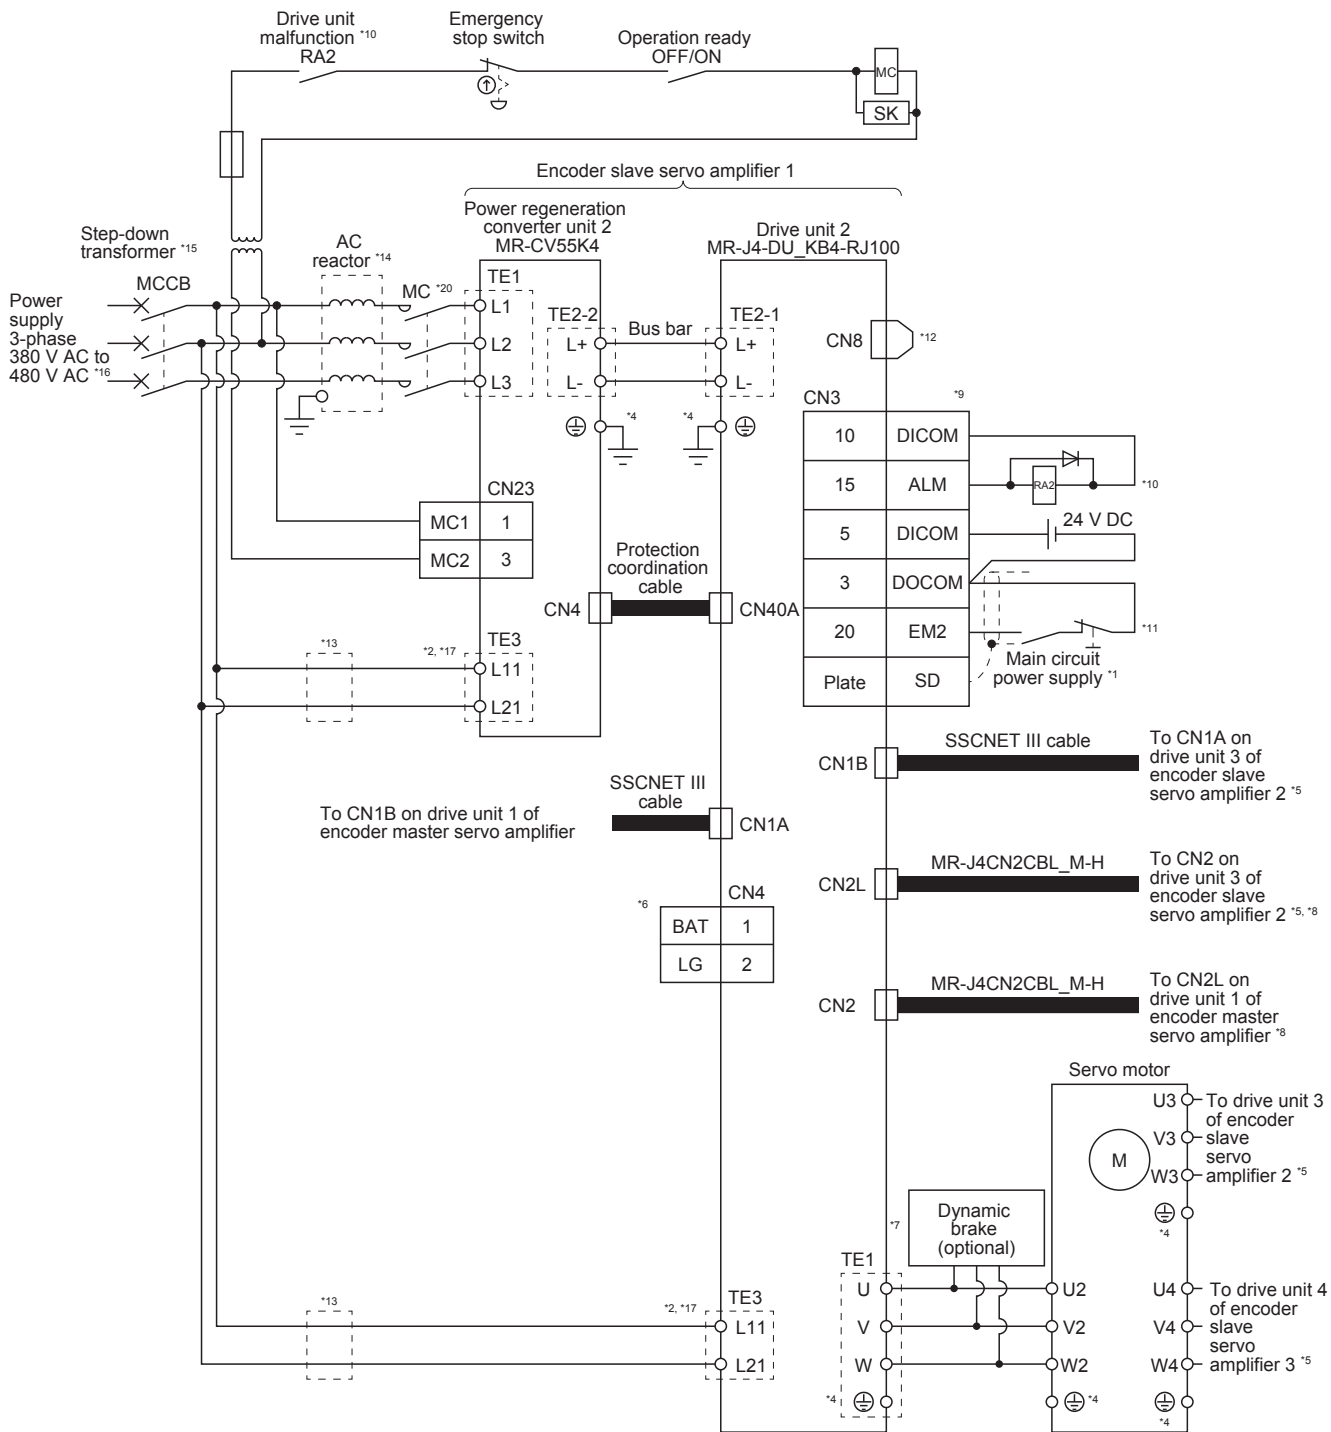 Drive unit
malfunction *10
RA2
Emergency
stop switch
Operation ready
OFF/ON
MC
SK
Encoder slave servo amplifier 1
Power regeneration
converter unit 2
MR-CV55K4
Drive unit 2
MR-J4-DU_KB4-RJ100
Step-down
transformer *15
AC
reactor *14
MCCB
MC *20
TE1
Power
supply
3-phase
380 V AC to
480 V AC *16
L1
L2
L3
TE2-2
L+
L-
Bus bar
TE2-1
L+
L-
*4
*4
CN8
*12
CN3
*9
10 DICOM
15 ALM
RA2
*10
5 DICOM
24 V DC
3 DOCOM
20 EM2
*11
Main circuit
power supply *1
Plate SD
CN23
MC1 1
MC2 3
Protection
coordination
cable
CN4
CN40A
*13
*2, *17
TE3
L11
L21
CN1B
SSCNET III cable
To CN1A on
drive unit 3 of
encoder slave
servo amplifier 2 *5
To CN1B on drive unit 1 of
encoder master servo amplifier
SSCNET III
cable
CN1A
CN2L
MR-J4CN2CBL_M-H
To CN2 on
drive unit 3 of
encoder slave
servo amplifier 2 *5, *8
*6
CN4
BAT 1
LG 2
CN2
MR-J4CN2CBL_M-H
To CN2L on
drive unit 1 of
encoder master
servo amplifier *8
Servo motor
M
U3
V3
W3
To drive unit 3
of encoder
slave
servo
amplifier 2 *5
*4
Dynamic
brake
(optional)
*7
TE1
U
V
W
*4
U2
V2
W2
*4
U4
V4
W4
To drive unit 4
of encoder
slave
servo
amplifier 3 *5
*4
*13
*2, *17
TE3
L11
L21